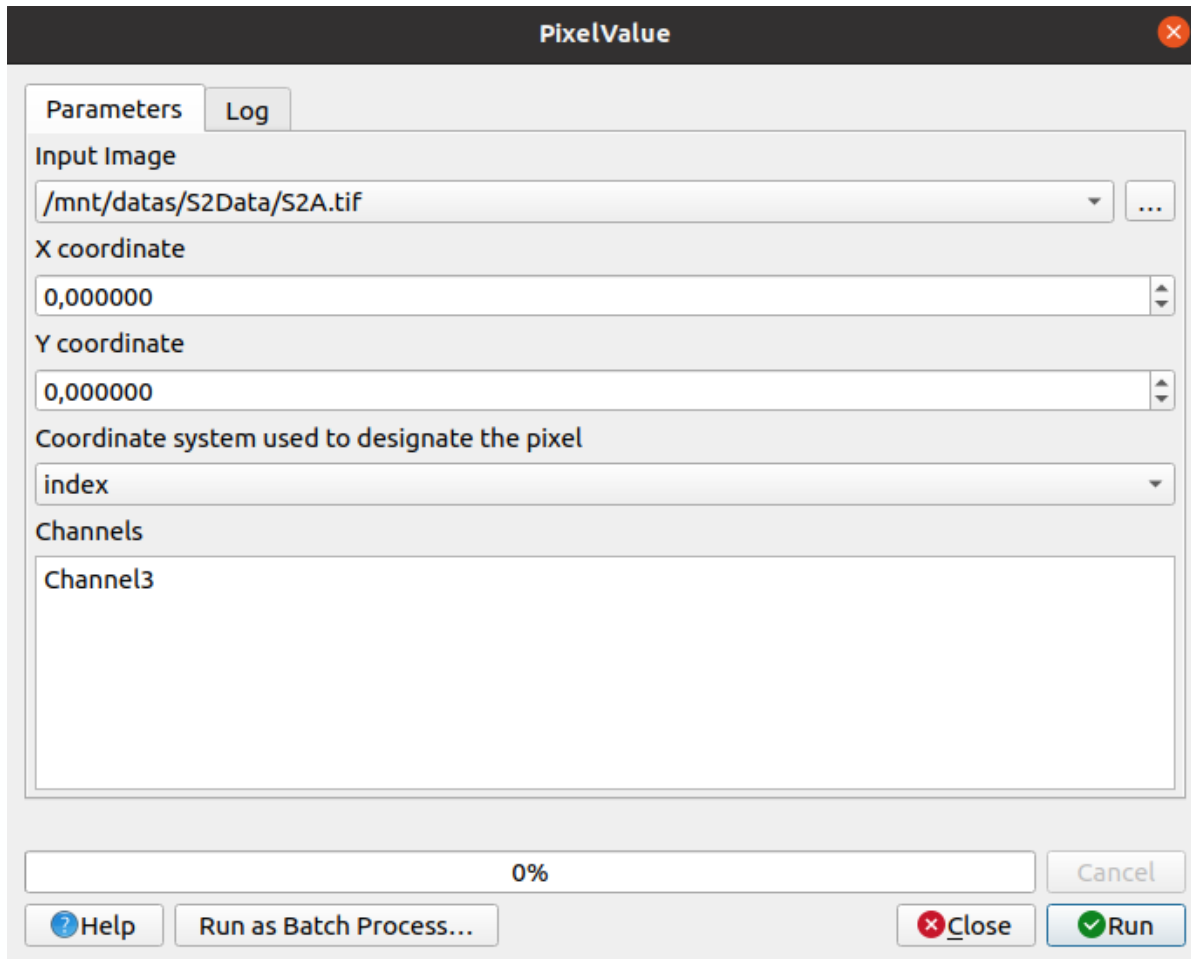 PixelValue
Parameters Log
Input Image
/mnt/datas/S2Data/S2A.tif ...
X coordinate
0,000000
Y coordinate
0,000000
Coordinate system used to designate the pixel
index
Channels
Channel3
0% Cancel
Help Run as Batch Process... Close Run